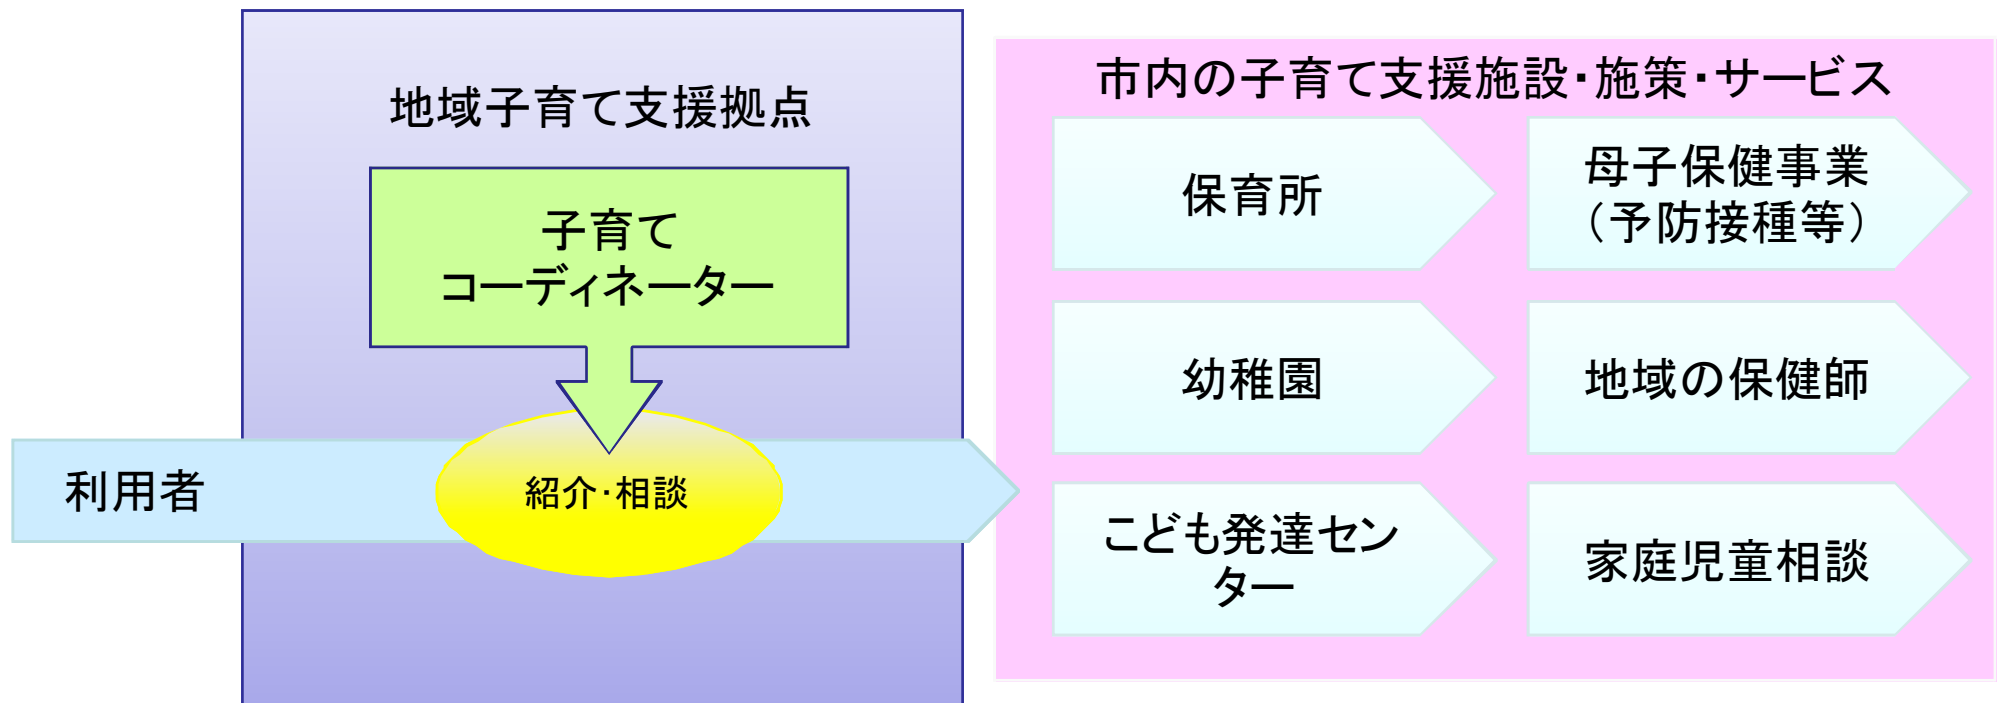 地域子育て支援拠点
子育て
コーディネーター
利用者
紹介・相談
市内の子育て支援施設・施策・サービス
保育所
母子保健事業
（予防接種等）
幼稚園
地域の保健師
こども発達セン
ター
家庭児童相談